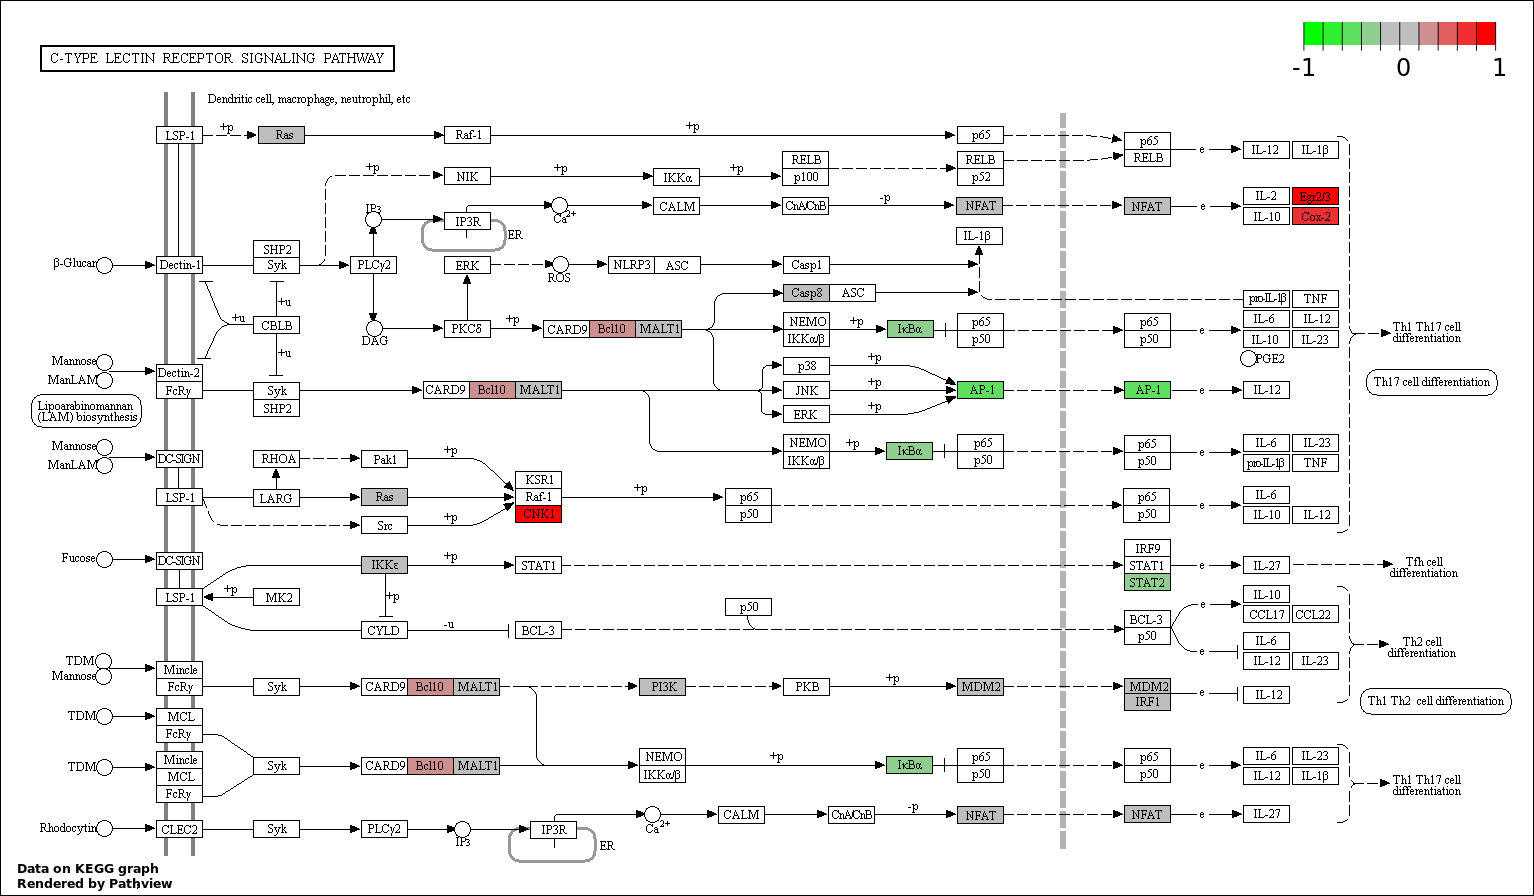 C-TYPE LECTIN RECEPTOR SIGNALING PATHWAY
-1 0 1
Dendritic cell, macrophage, neutrophil, etc
LSP-1 +p Ras Raf-1 +p p65 p65 RELB e IL-12 IL-1β
+p NIK +p IKKα +p RELB p100 RELB p52
IP3 IP3R ER Ca2+ CALM CnA/CnB -p NFAT NFAT e IL-2 Egr2/3
IL-10 Cox-2
IL-1β
SHP2
β-Glucan Dectin-1 Syk PLCγ2 ERK ROS NLRP3 ASC Casp1
Casp8 ASC pro-IL-1β TNF
+u +u CBLB DAG PKCδ +p CARD9 Bcl10 MALT1 NEMO IKKα/β +p IκBα p65 p50 p65 p50 e IL-6 IL-12
IL-10 IL-23
PGE2
Th1 Th17 cell
differentiation
+u
Mannose
ManLAM
Dectin-2
FcRγ Syk SHP2 CARD9 Bcl10 MALT1 p38 +p
JNK +p AP-1 AP-1 e IL-12
ERK +p
Th17 cell differentiation
Lipoarabinomannan
(LAM) biosynthesis
NEMO IKKα/β +p IκBα p65 p50 p65 p50 e IL-6 IL-23
pro-IL-1β TNF
Mannose
ManLAM
DC-SIGN RHOA Pak1 +p KSR1
LSP-1 LARG Ras Raf-1 +p p65 p50 p65 p50 e IL-6
IL-10 IL-12
Src +p CNK1
Fucose DC-SIGN IKKε +p STAT1 IRF9
STAT1 e IL-27 Tfh cell
differentiation
STAT2
LSP-1 +p MK2 +p p50 e IL-10
CCL17 CCL22
CYLD -u BCL-3 BCL-3 p50 e IL-6
IL-12 IL-23
Th2 cell
differentiation
TDM
Mannose
Mincle
FcRγ Syk CARD9 Bcl10 MALT1 PI3K PKB +p MDM2 MDM2 IRF1 e IL-12
Th1 Th2 cell differentiation
TDM MCL
FcRγ
TDM Mincle
MCL
FcRγ
Syk CARD9 Bcl10 MALT1 NEMO IKKα/β +p IκBα p65 p50 p65 p50 e IL-6 IL-23
IL-12 IL-1β
Th1 Th17 cell
differentiation
Rhodocytin CLEC2 Syk PLCγ2 IP3 IP3R ER Ca2+ CALM CnA/CnB -p NFAT NFAT e IL-27
Data on KEGG graph
Rendered by Pathview